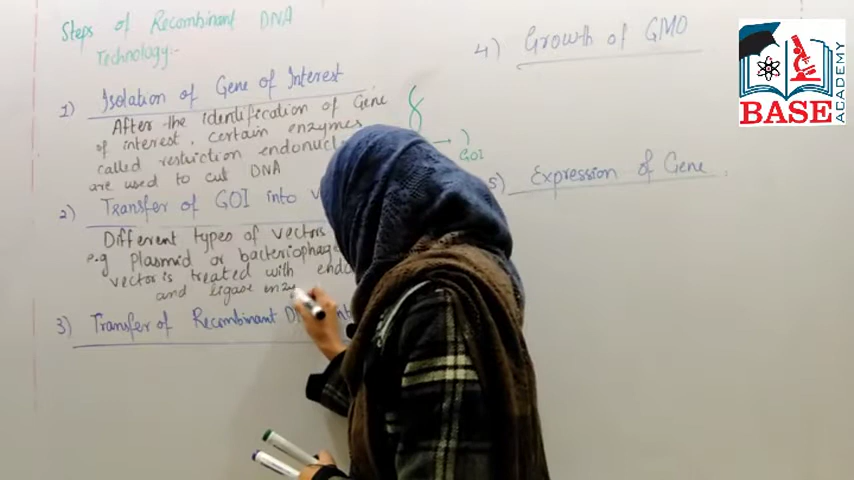 Steps of Recombinant DNA
Technology:-
1) Isolation of Gene of Interest
After the identification of Gene
of interest, certain enzymes
called restriction
are used to cut DNA
GOI
2) Transfer of GOI into
Different types of vectors
e.g Plasmid or bacteriophage
vector is treated with
and ligase
3) Transfer of Recombinant
4) Growth of GMO
5) Expression of Gene
BASE
ACADEMY